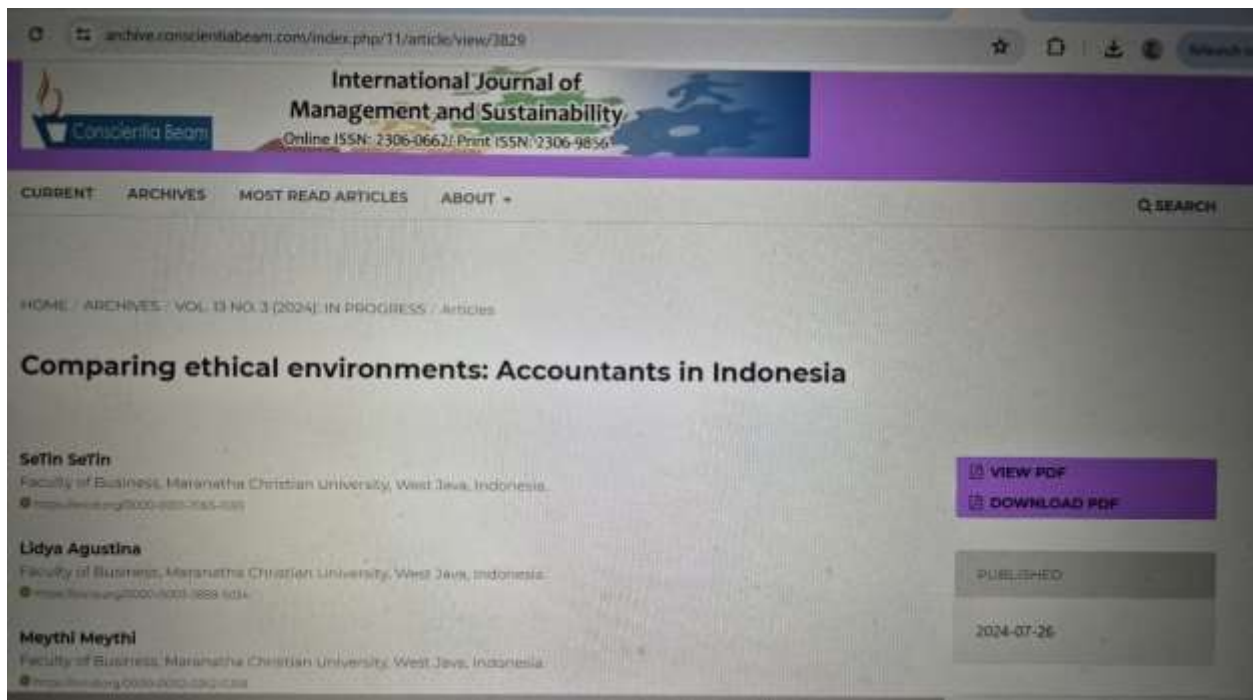 archive.conscientiabeam.com/index.php/11/article/view/3829
International Journal of
Management and Sustainability
Conscientia Beam
Online ISSN: 2306-0662/ Print ISSN: 2306-9856
CURRENT ARCHIVES MOST READ ARTICLES ABOUT
SEARCH
HOME / ARCHIVES / VOL. 13 NO. 3 (2024): IN PROGRESS / Articles
Comparing ethical environments: Accountants in Indonesia
SeTin SeTin
Faculty of Business, Maranatha Christian University, West Java, Indonesia.
VIEW PDF
DOWNLOAD PDF
Lidya Agustina
Faculty of Business, Maranatha Christian University, West Java, Indonesia.
PUBLISHED
2024-07-26
Meythi Meythi
Faculty of Business, Maranatha Christian University, West Java, Indonesia.